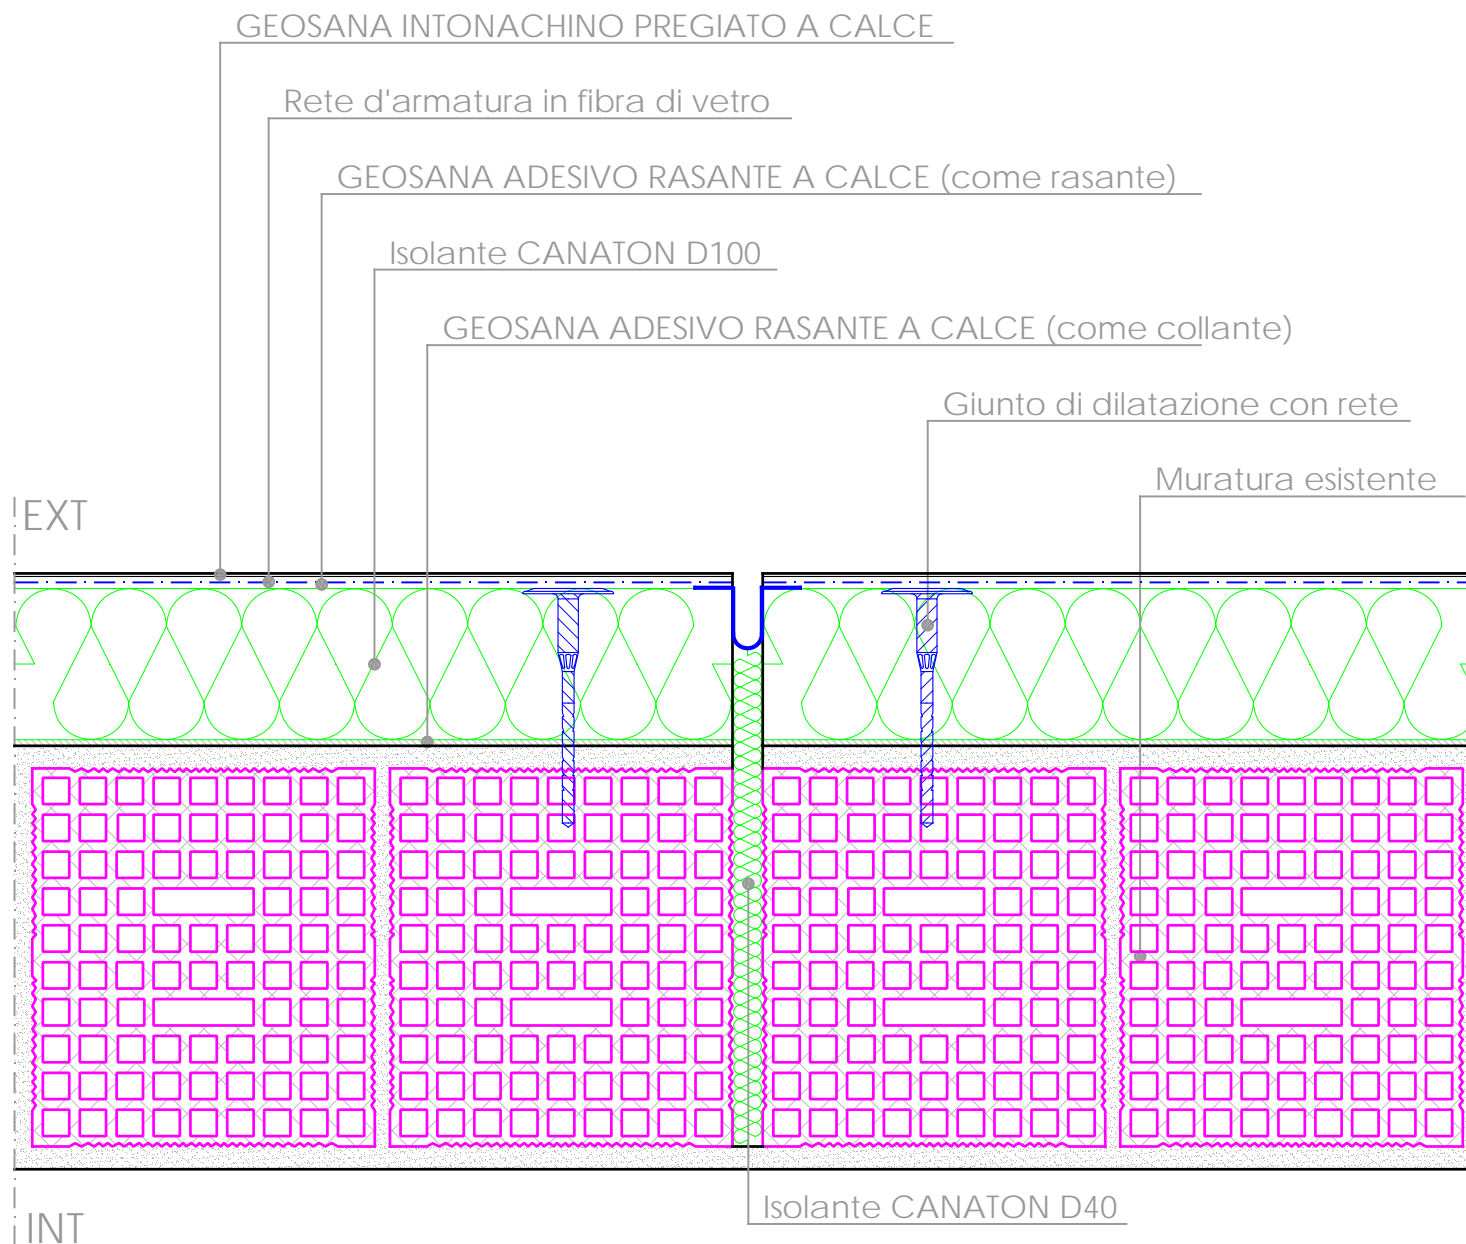 GEOSANA INTONACHINO PREGIATO A CALCE
Rete d'armatura in fibra di vetro
GEOSANA ADESIVO RASANTE A CALCE (come rasante)
Isolante CANATON D100
GEOSANA ADESIVO RASANTE A CALCE (come collante)
Giunto di dilatazione con rete
Muratura esistente
EXT
Isolante CANATON D40
INT